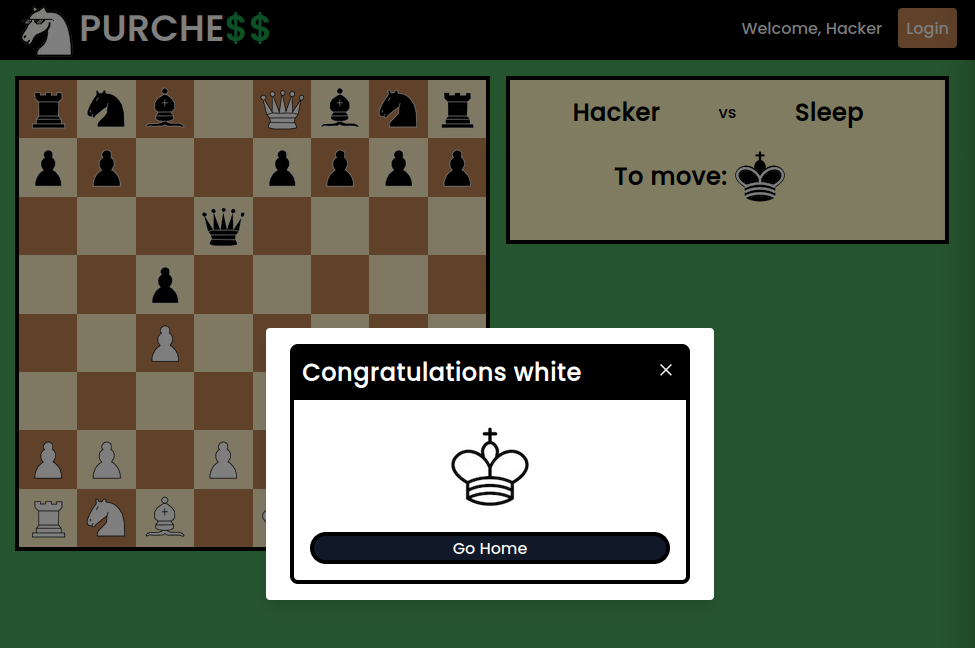 PURCHE$$
Welcome, Hacker
Login
Hacker vs Sleep
To move:
Congratulations white
Go Home